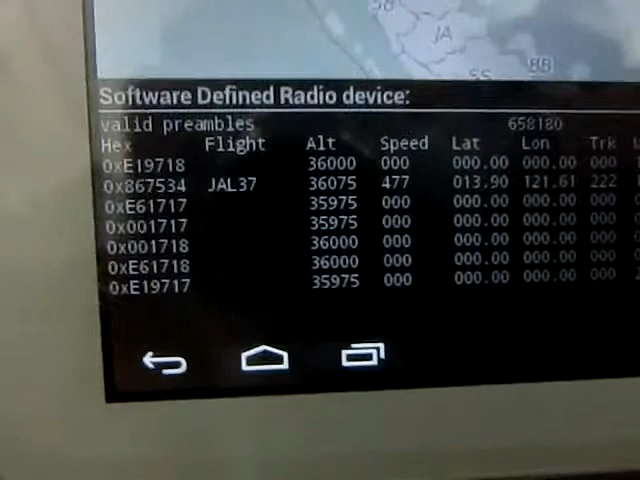 JA
BB
Software Defined Radio device:
valid preambles 658180
Hex Flight Alt Speed Lat Lon Trk
0xE19718 36000 000 000.00 000.00 000
0x867534 JAL37 36075 477 013.90 121.61 222
0xE61717 35975 000 000.00 000.00 000
0x001717 35975 000 000.00 000.00 000
0x001718 36000 000 000.00 000.00 000
0xE61718 36000 000 000.00 000.00 000
0xE19717 35975 000 000.00 000.00 000